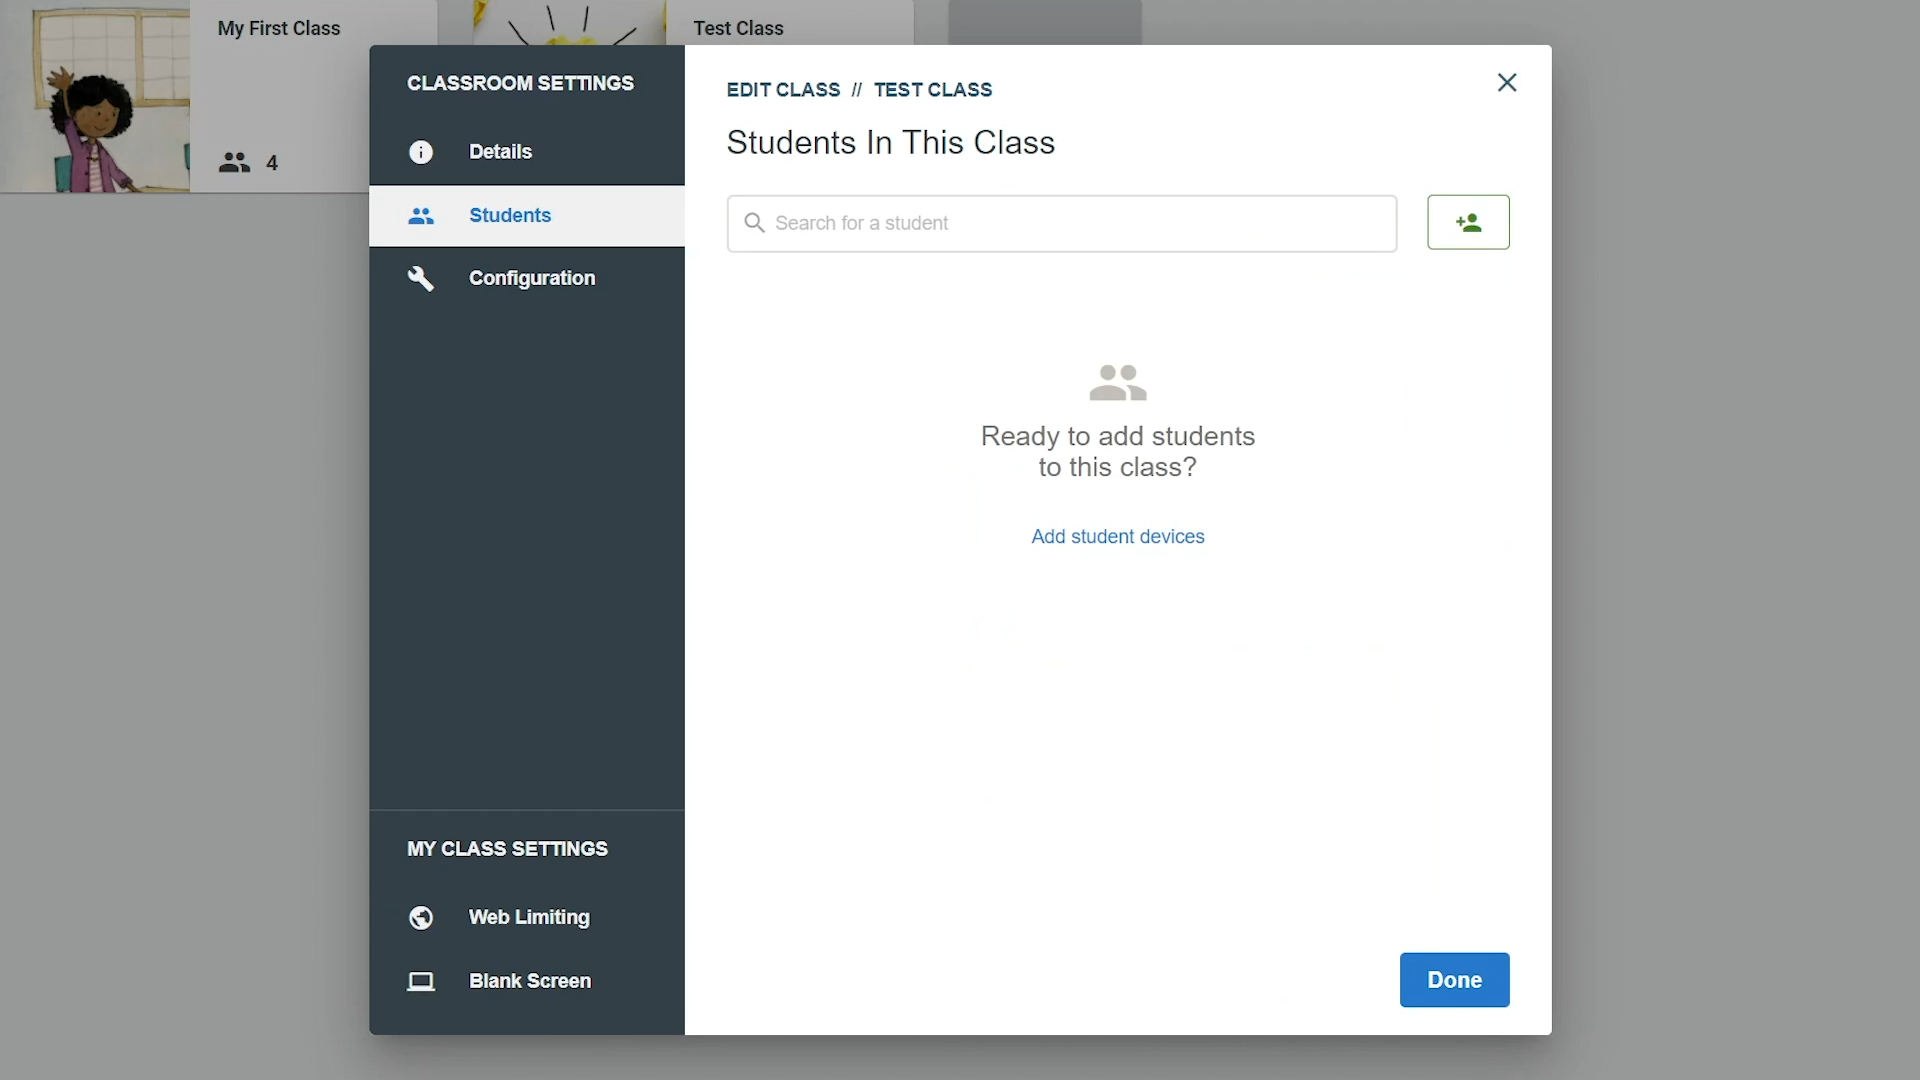 My First Class
Test Class
4
CLASSROOM SETTINGS
Details
Students
Configuration
MY CLASS SETTINGS
Web Limiting
Blank Screen
EDIT CLASS // TEST CLASS
Students In This Class
Search for a student
Ready to add students
to this class?
Add student devices
Done